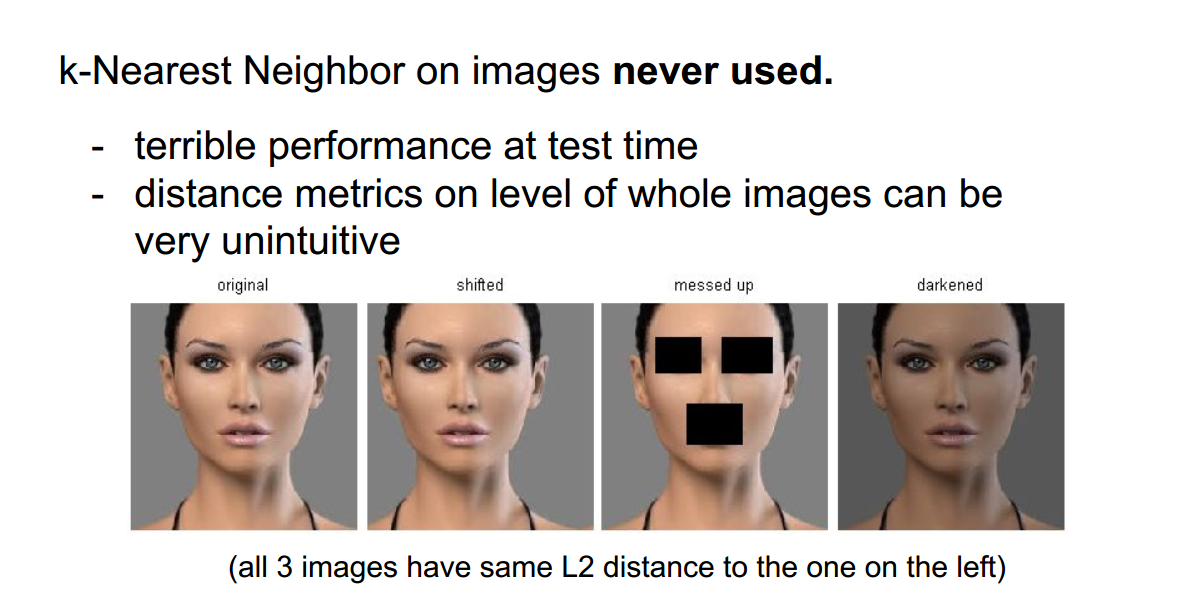 k-Nearest Neighbor on images never used.
- terrible performance at test time
- distance metrics on level of whole images can be
very unintuitive
original shifted messed up darkened
(all 3 images have same L2 distance to the one on the left)